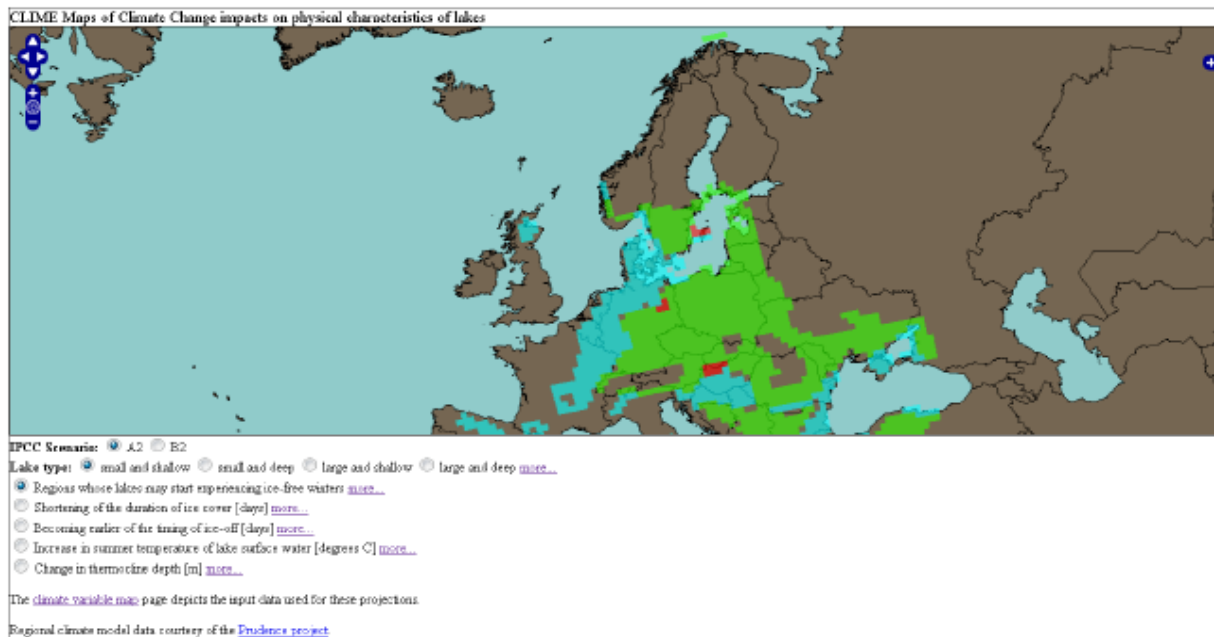 CLIME Maps of Climate Change impacts on physical characteristics of lakes
IPCC Scenario: A2 B2
Lake type: small and shallow small and deep large and shallow large and deep more...
Regions whose lakes may start experiencing ice-free winters more...
Shortening of the duration of ice cover [days] more...
Becoming earlier of the timing of ice-off [days] more...
Increase in summer temperature of lake surface water [degrees C] more...
Change in thermocline depth [m] more...
The climate variable map page depicts the input data used for these projections.
Regional climate model data courtesy of the Prudence project